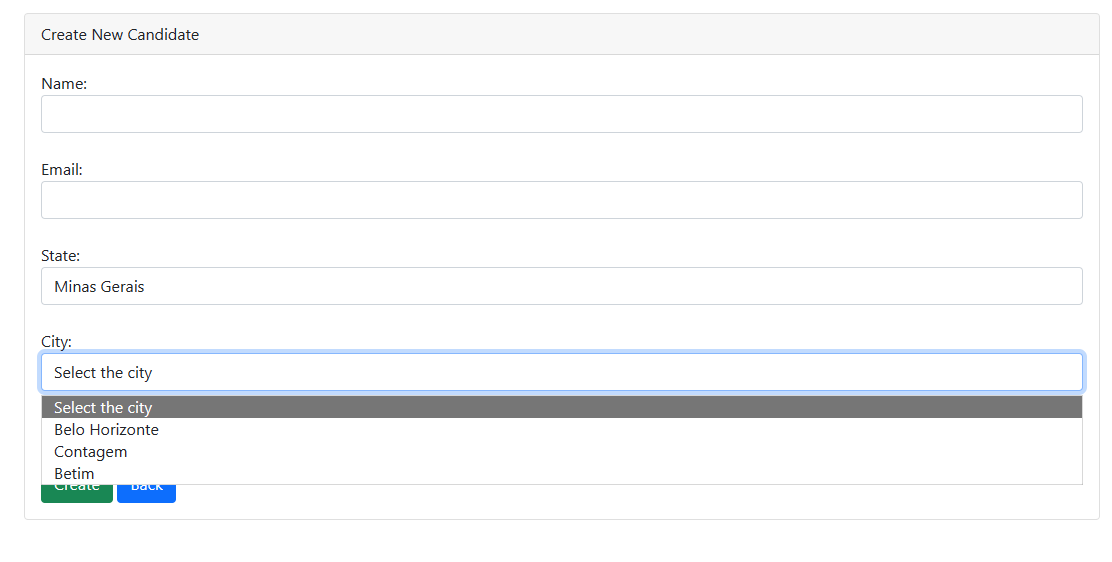 Create New Candidate
Name:
Email:
State:
Minas Gerais
City:
Select the city
Select the city
Belo Horizonte
Contagem
Betim
Create Back